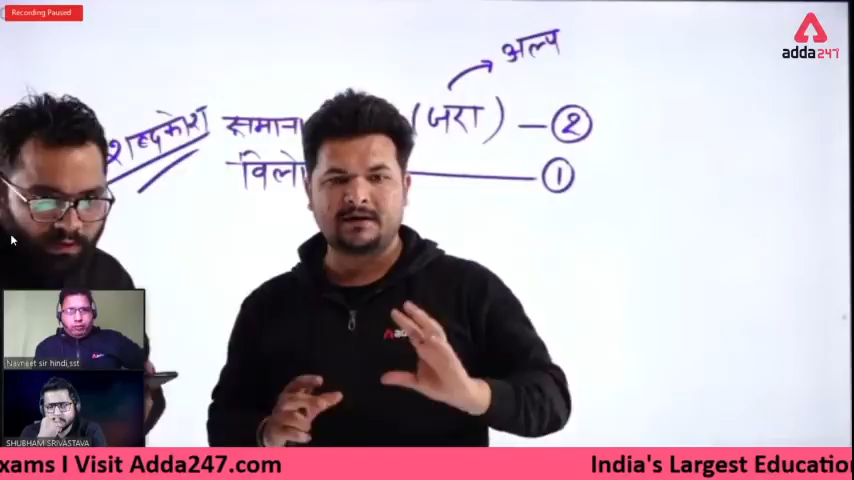 Recording Paused
अल्प
adda247
शब्दकोश समाना (जरा) — 2
विलो — 1
Navneet sir hindi,sst
SHUBHAM SRIVASTAVA
xams I Visit Adda247.com India's Largest Educatio